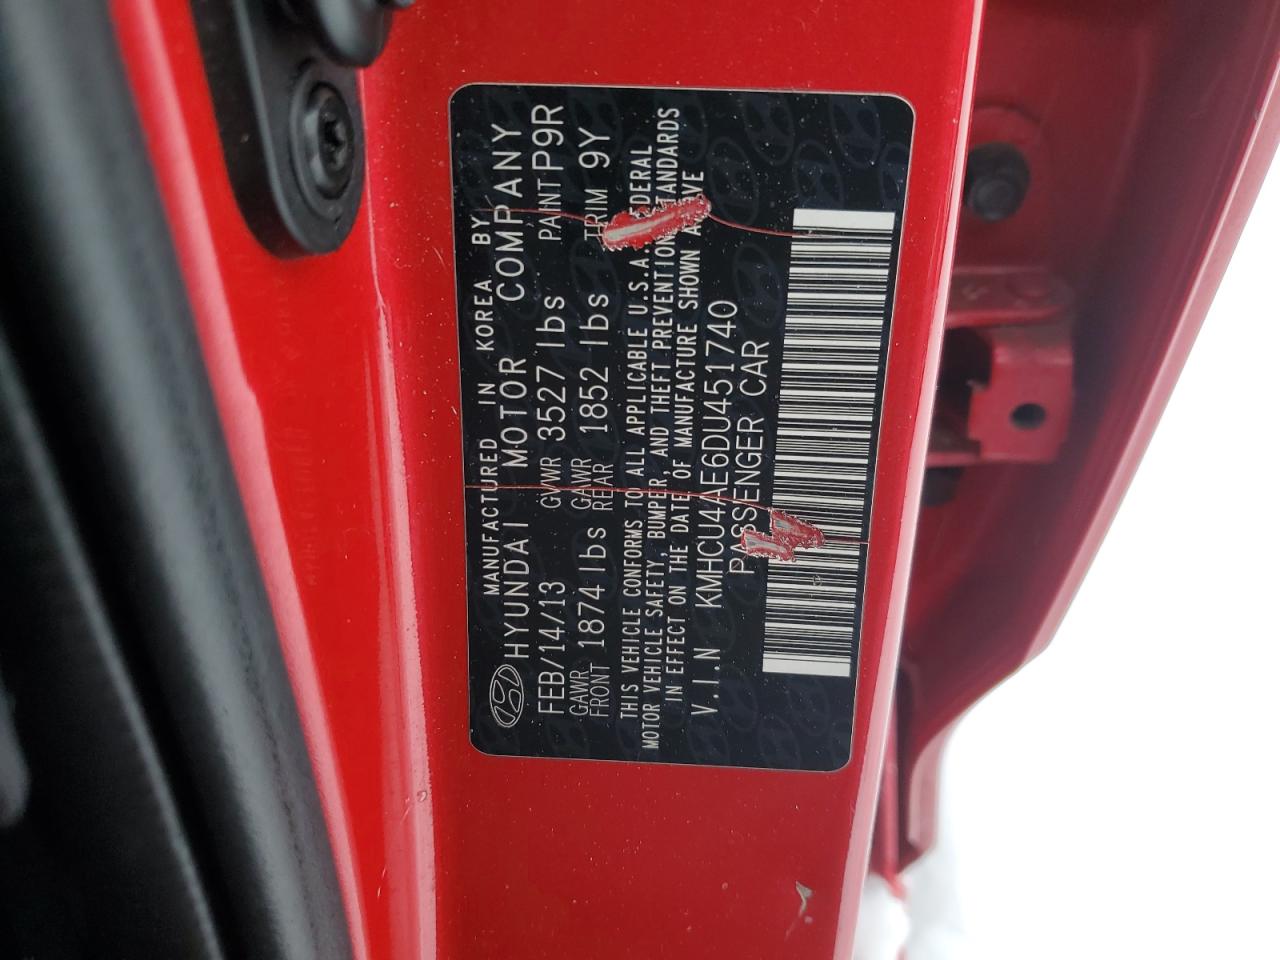 MANUFACTURED IN KOREA BY
HYUNDAI MOTOR COMPANY
FEB/14/13 GVWR 3527 lbs PAINT P9R
GAWR FRONT 1874 lbs GAWR REAR 1852 lbs TRIM 9Y
THIS VEHICLE CONFORMS TO ALL APPLICABLE U.S.A.
MOTOR VEHICLE SAFETY, BUMPER, AND THEFT PREVENTION STANDARDS
IN EFFECT ON THE DATE OF MANUFACTURE SHOWN
V.I.N KMHCU4AE6DU451740
PASSENGER CAR